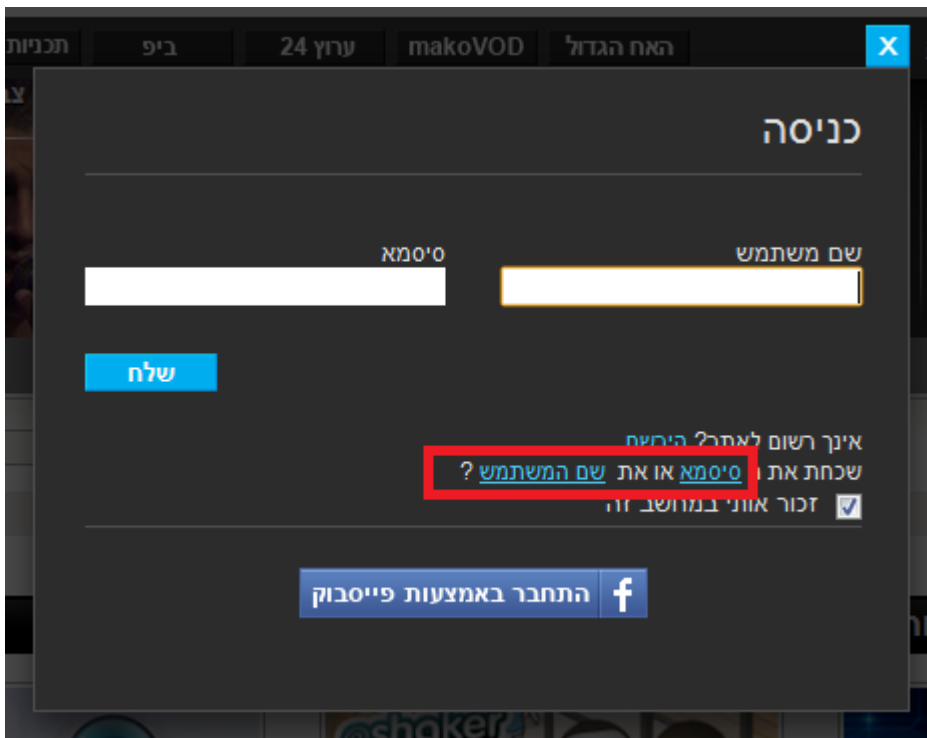 האח הגדול makoVOD ערוץ 24 ביפ תכניות
X
כניסה
שם משתמש
סיסמא
שלח
אינך רשום לאתר? הירשם
שכחת את ה סיסמא או את שם המשתמש ?
זכור אותי במחשב זה
התחבר באמצעות פייסבוק
shaker